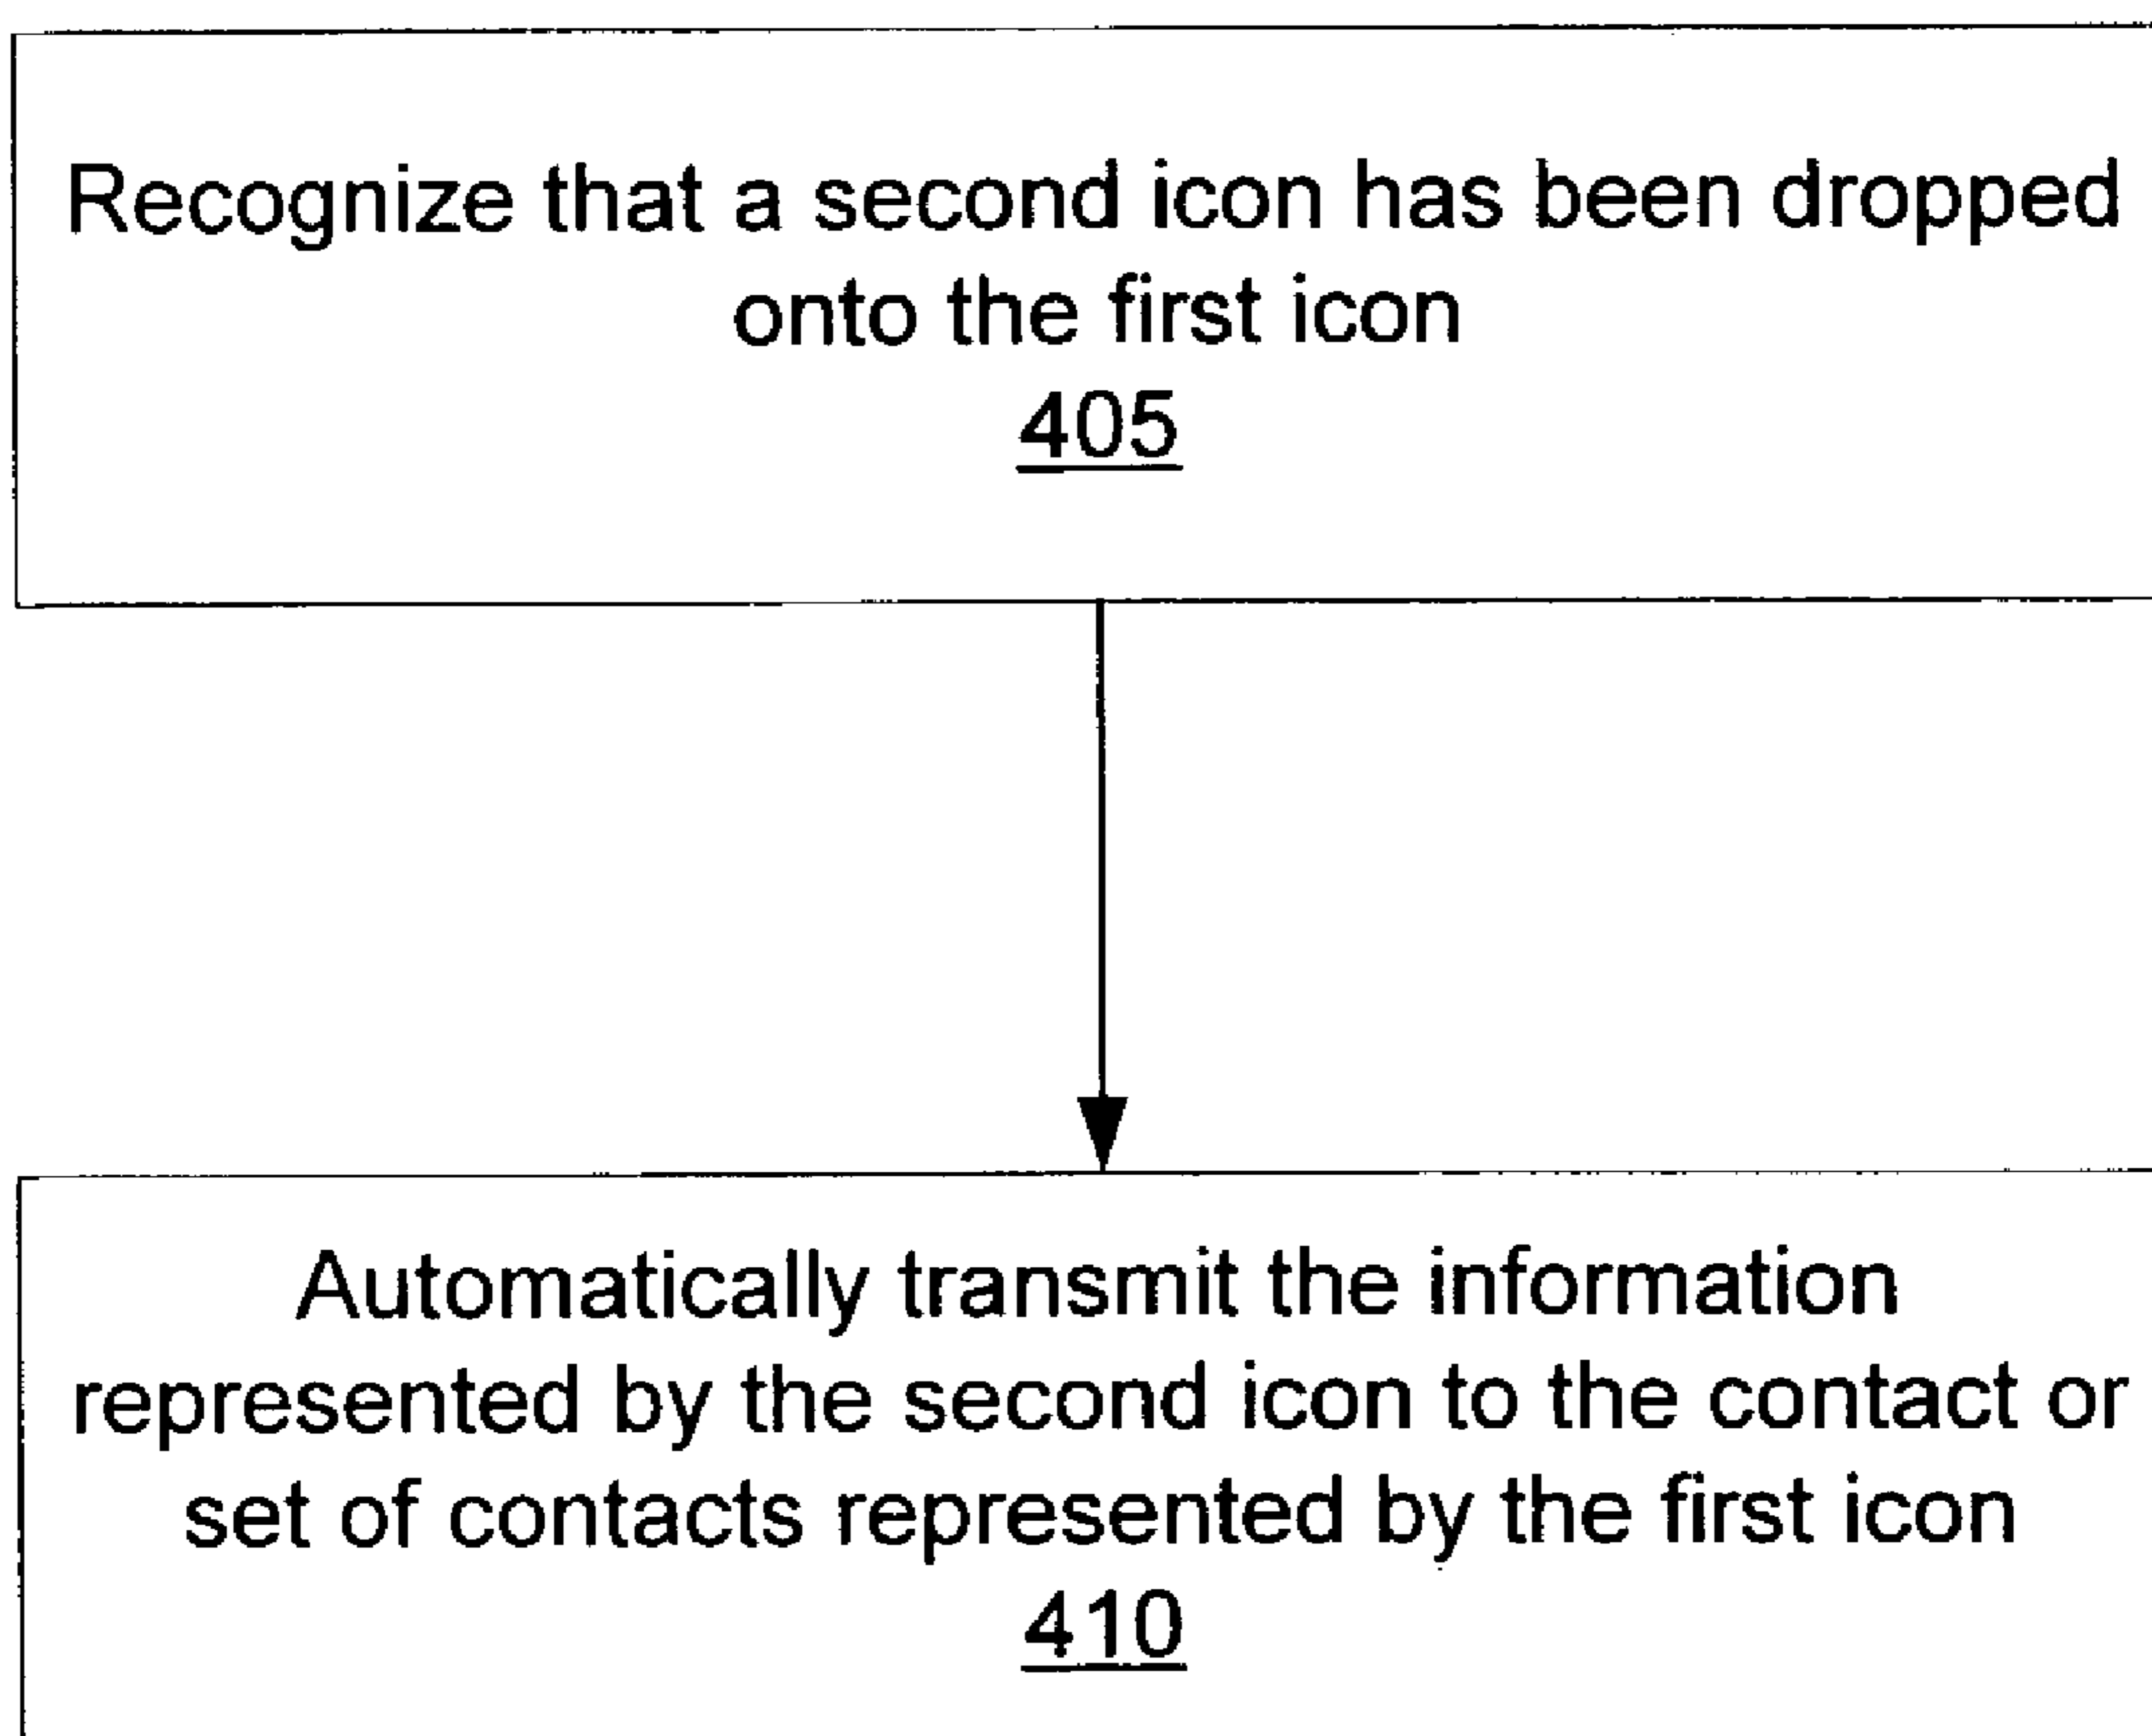 Recognize that a second icon has been dropped
onto the first icon
405
Automatically transmit the information
represented by the second icon to the contact or
set of contacts represented by the first icon
410